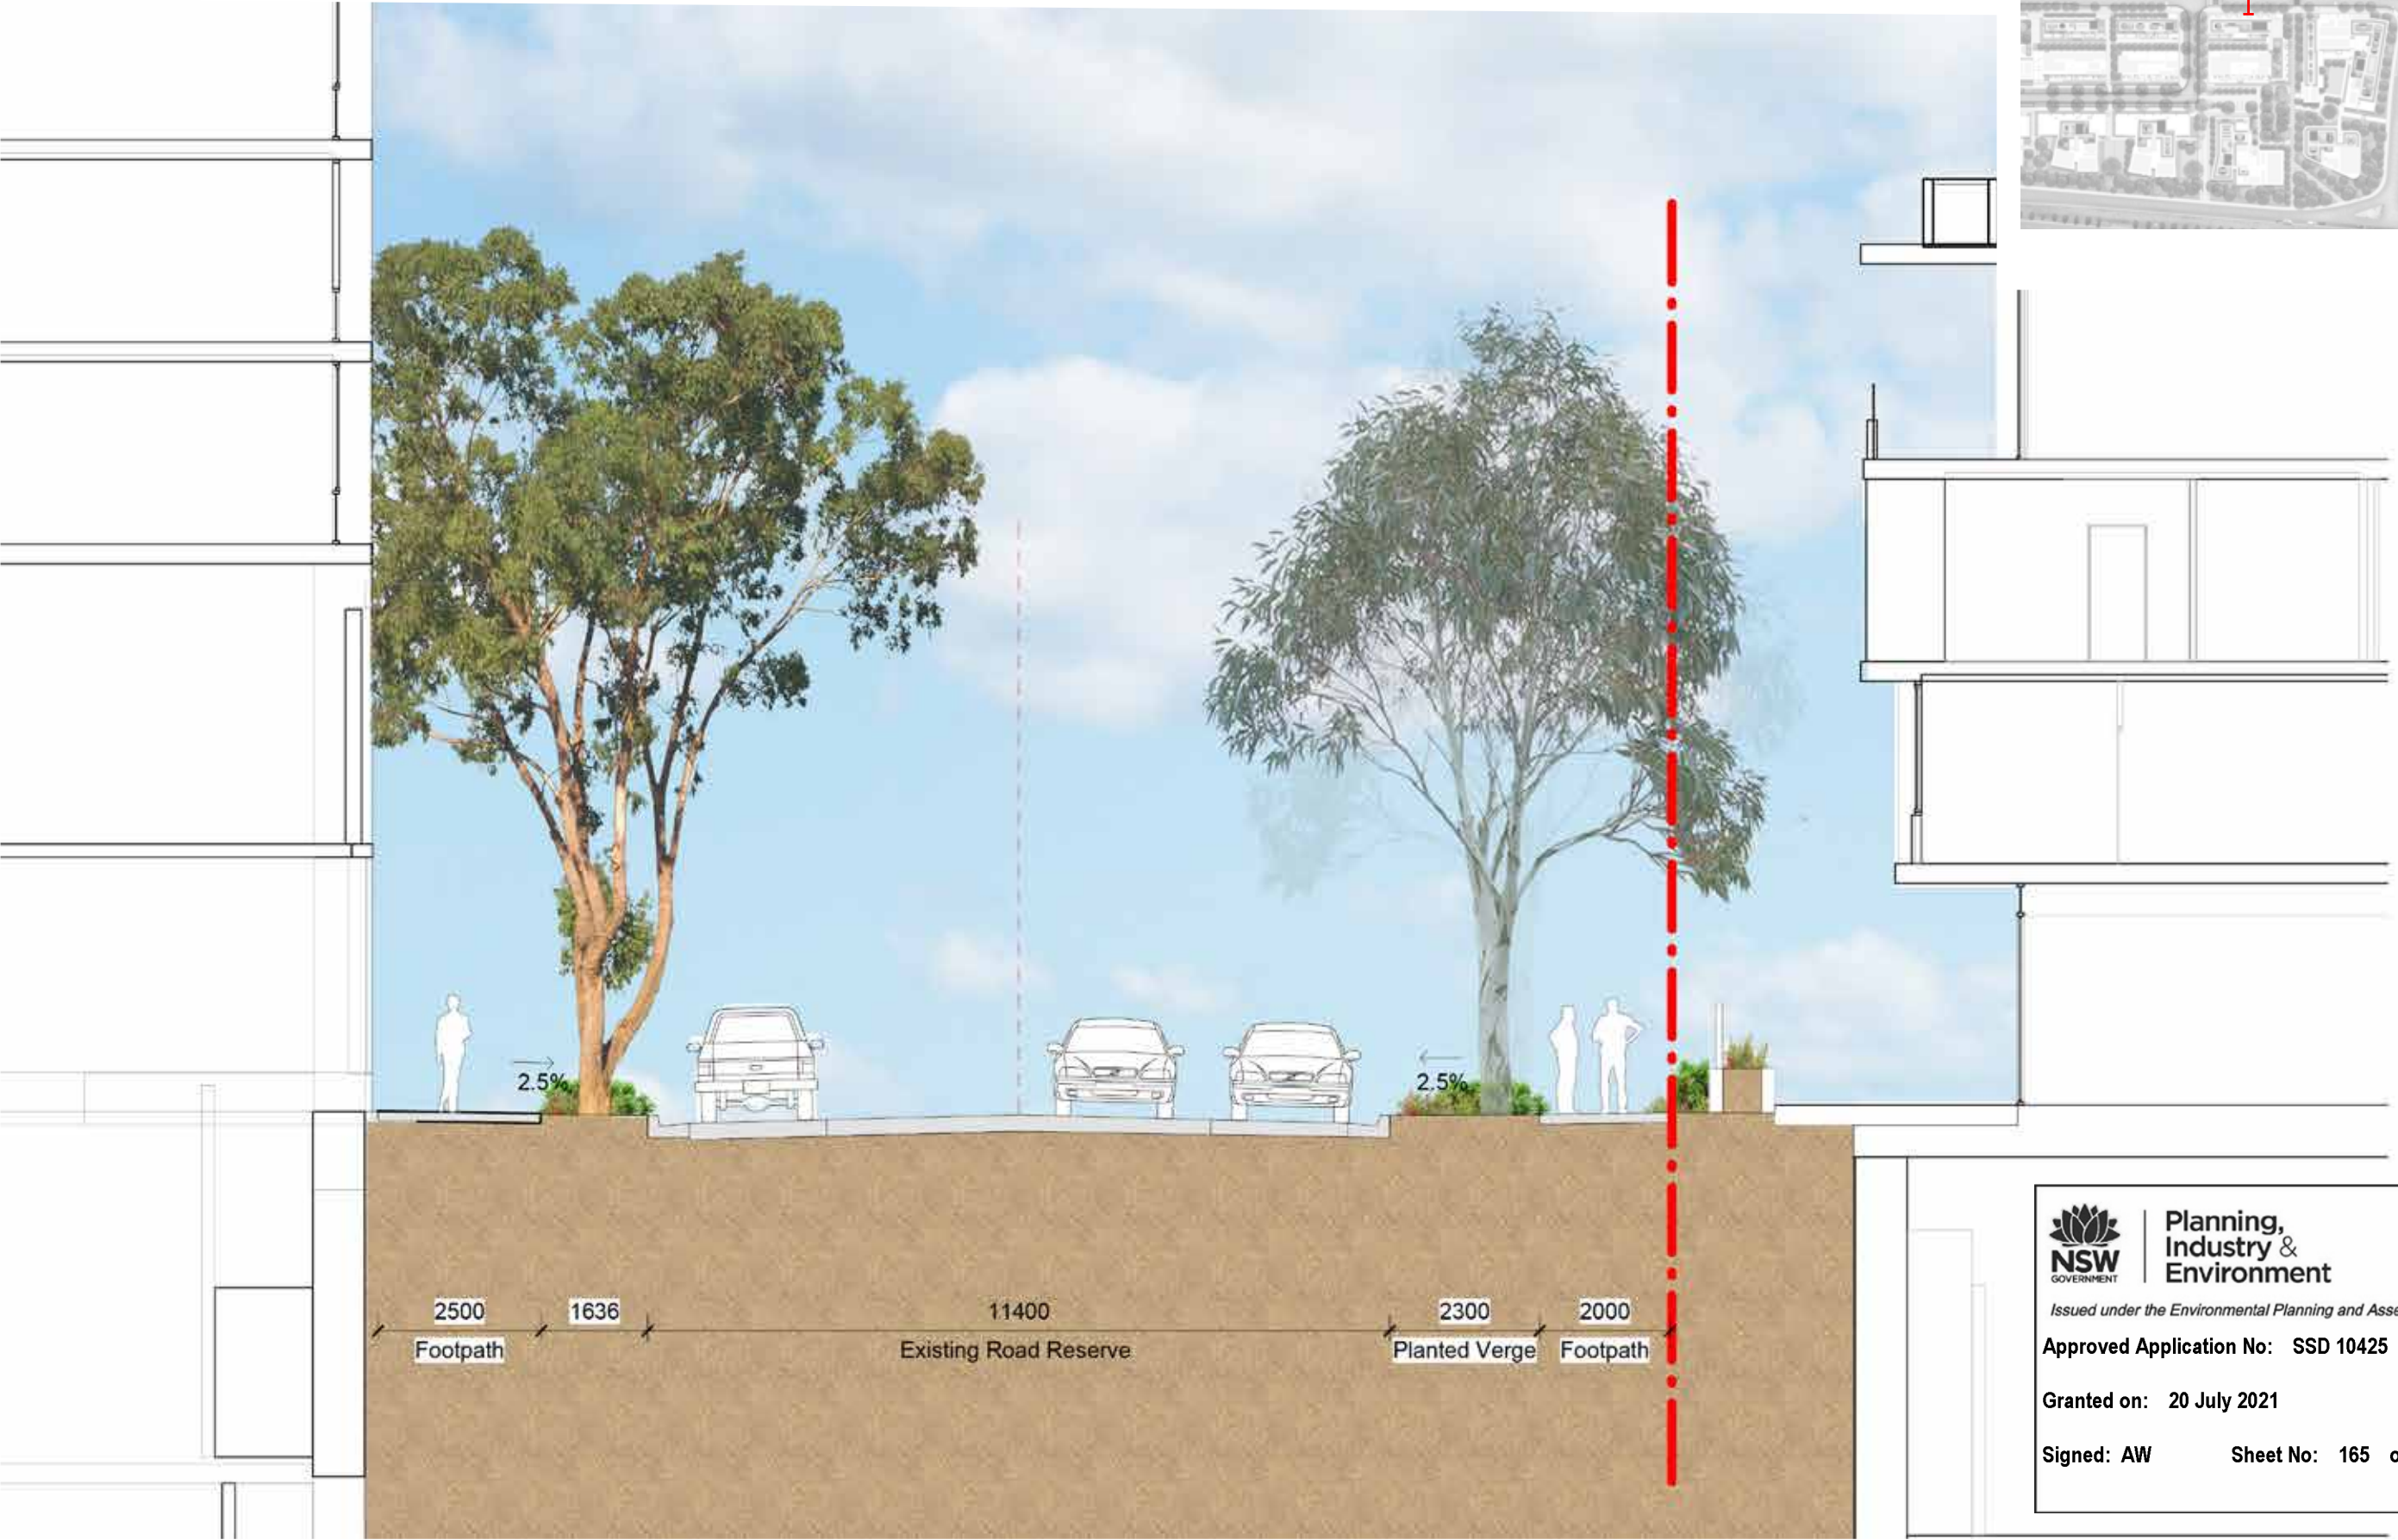 2.5%
2.5%
2500
1636
11400
2300
2000
Footpath
Existing Road Reserve
Planted Verge
Footpath
NSW
GOVERNMENT
Planning,
Industry &
Environment
Issued under the Environmental Planning and Asse
Approved Application No: SSD 10425
Granted on: 20 July 2021
Signed: AW Sheet No: 165 o